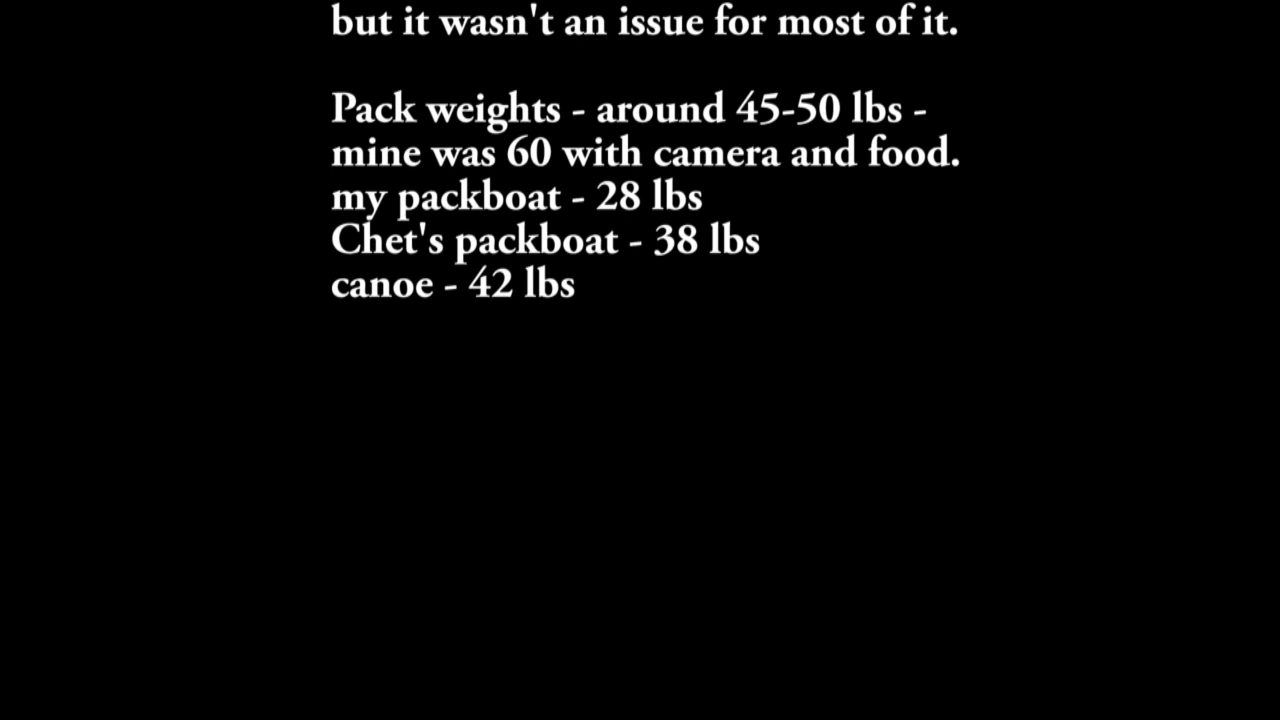 but it wasn't an issue for most of it.
Pack weights - around 45-50 lbs -
mine was 60 with camera and food.
my packboat - 28 lbs
Chet's packboat - 38 lbs
canoe - 42 lbs